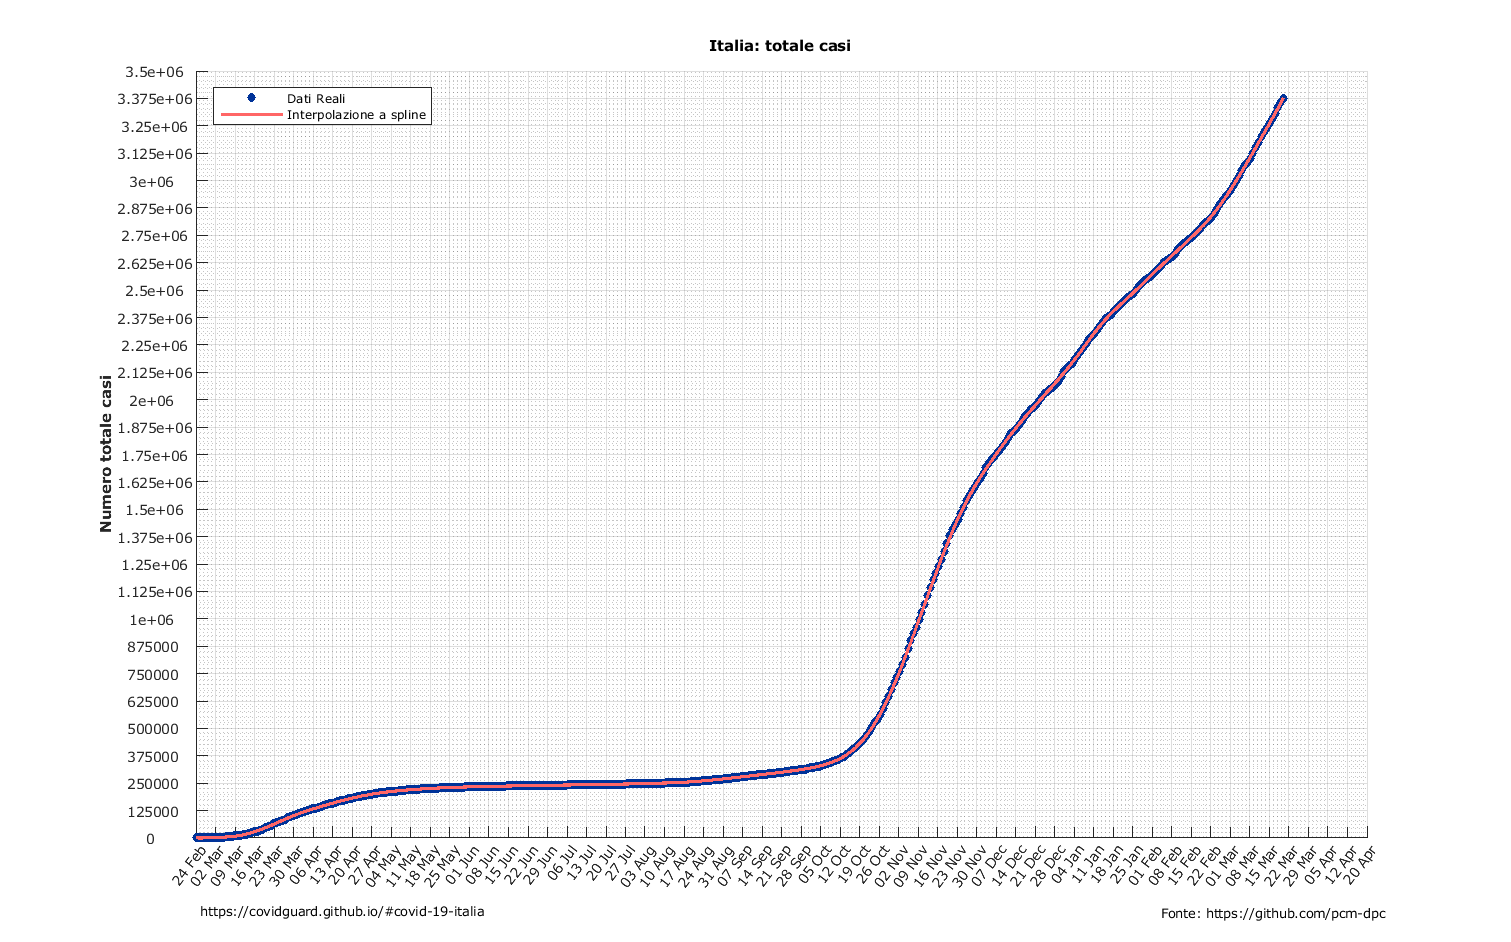 Italia: totale casi
3.5e+06
3.375e+06
3.25e+06
3.125e+06
3e+06
2.875e+06
2.75e+06
2.625e+06
2.5e+06
2.375e+06
2.25e+06
2.125e+06
2e+06
1.875e+06
1.75e+06
1.625e+06
1.5e+06
1.375e+06
1.25e+06
1.125e+06
1e+06
875000
750000
625000
500000
375000
250000
125000
0
Numero totale casi
Dati Reali
Interpolazione a spline
24 Feb
02 Mar
09 Mar
16 Mar
23 Mar
30 Mar
06 Apr
13 Apr
20 Apr
27 Apr
04 May
11 May
18 May
25 May
01 Jun
08 Jun
15 Jun
22 Jun
29 Jun
06 Jul
13 Jul
20 Jul
27 Jul
03 Aug
10 Aug
17 Aug
24 Aug
31 Aug
07 Sep
14 Sep
21 Sep
28 Sep
05 Oct
12 Oct
19 Oct
26 Oct
02 Nov
09 Nov
16 Nov
23 Nov
30 Nov
07 Dec
14 Dec
21 Dec
28 Dec
04 Jan
11 Jan
18 Jan
25 Jan
01 Feb
08 Feb
15 Feb
22 Feb
01 Mar
08 Mar
15 Mar
22 Mar
29 Mar
05 Apr
12 Apr
20 Apr
https://covidguard.github.io/#covid-19-italia
Fonte: https://github.com/pcm-dpc